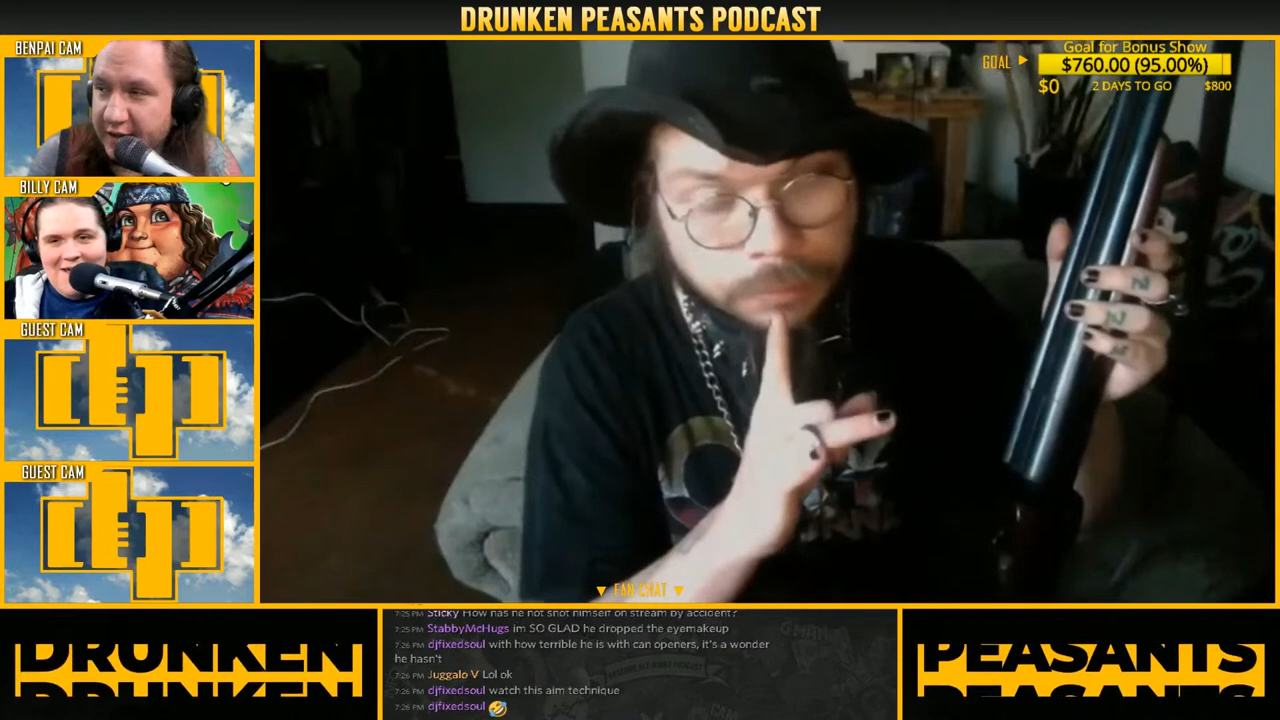 DRUNKEN PEASANTS PODCAST
BENPAI CAM
Goal for Bonus Show
GOAL
$760.00 (95.00%)
$0
2 DAYS TO GO
$800
BILLY CAM
GUEST CAM
GUEST CAM
▼ FAN CHAT ▼
7:25 PM Sticky How has he not shot himself on stream by accident?
7:25 PM StabbyMcHugs im SO GLAD he dropped the eyemakeup
7:26 PM djfixedsoul with how terrible he is with can openers, it's a wonder
he hasn't
7:26 PM Juggalo V Lol ok
7:26 PM djfixedsoul watch this aim technique
7:26 PM djfixedsoul 🤣
DRUNKEN
DRUNKEN
PEASANTS
PEASANTS